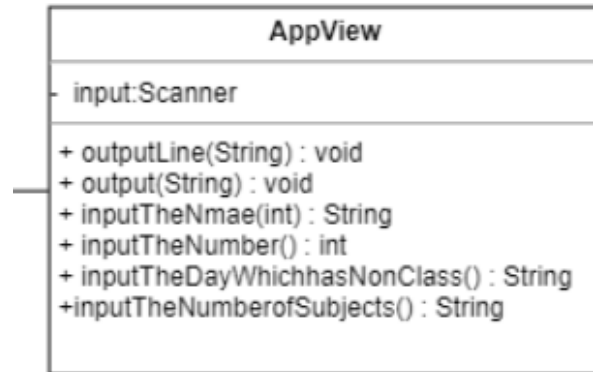 AppView
- input:Scanner
+ outputLine(String) : void
+ output(String) : void
+ inputTheNmae(int) : String
+ inputTheNumber() : int
+ inputTheDayWhichhasNonClass() : String
+inputTheNumberofSubjects() : String